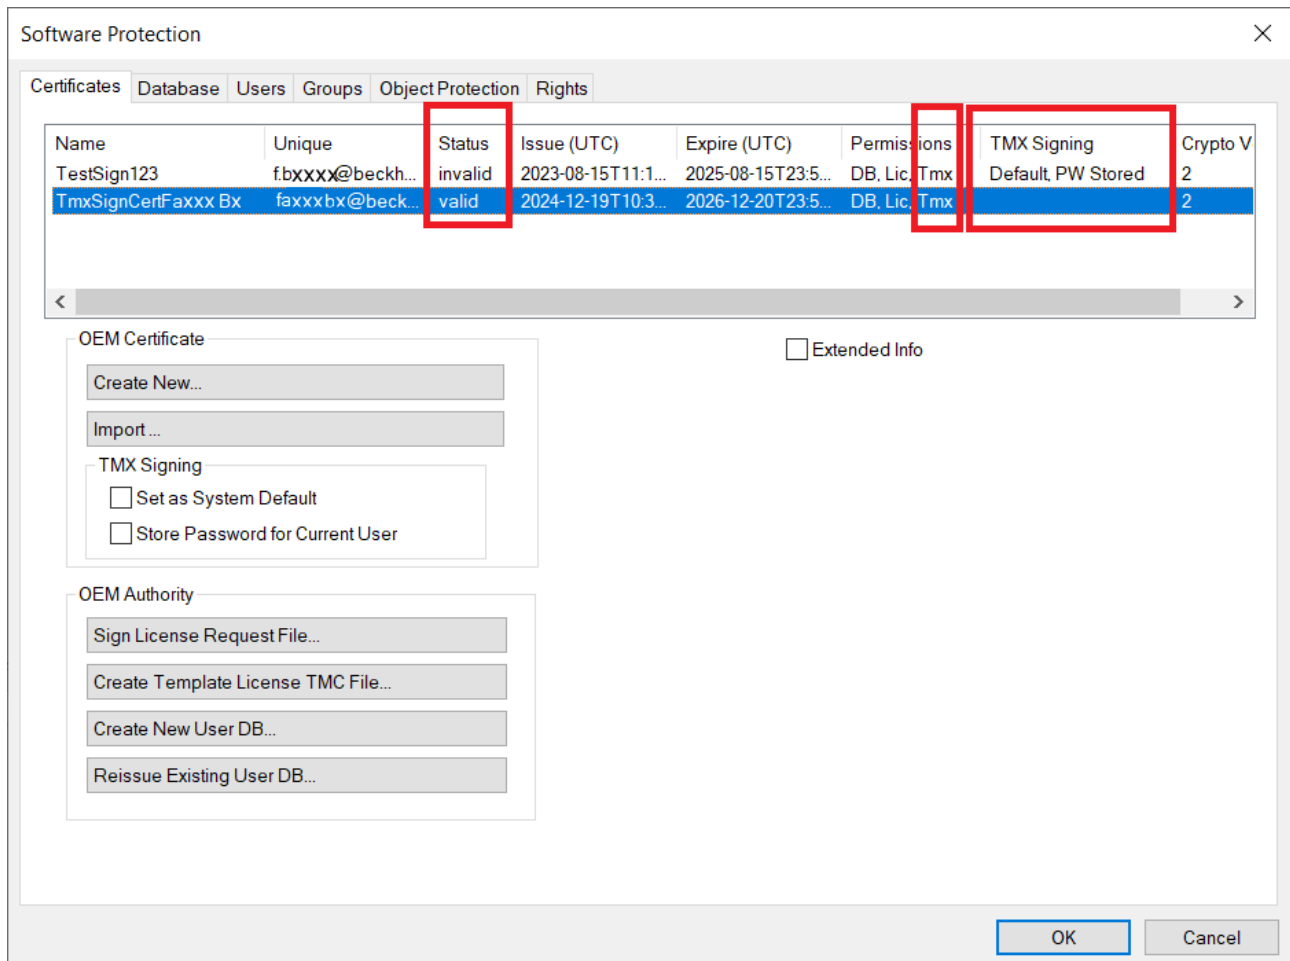 Software Protection
Certificates Database Users Groups Object Protection Rights
Name Unique Status Issue (UTC) Expire (UTC) Permissions TMX Signing Crypto V
TestSign123 f.bxxxx@beckh... invalid 2023-08-15T11:1... 2025-08-15T23:5... DB, Lic, Tmx Default, PW Stored 2
TmxSignCertFaxxx Bx faxxxbx@beck... valid 2024-12-19T10:3... 2026-12-20T23:5... DB, Lic, Tmx 2
OEM Certificate
Extended Info
Create New...
Import ...
TMX Signing
Set as System Default
Store Password for Current User
OEM Authority
Sign License Request File...
Create Template License TMC File...
Create New User DB...
Reissue Existing User DB...
OK Cancel